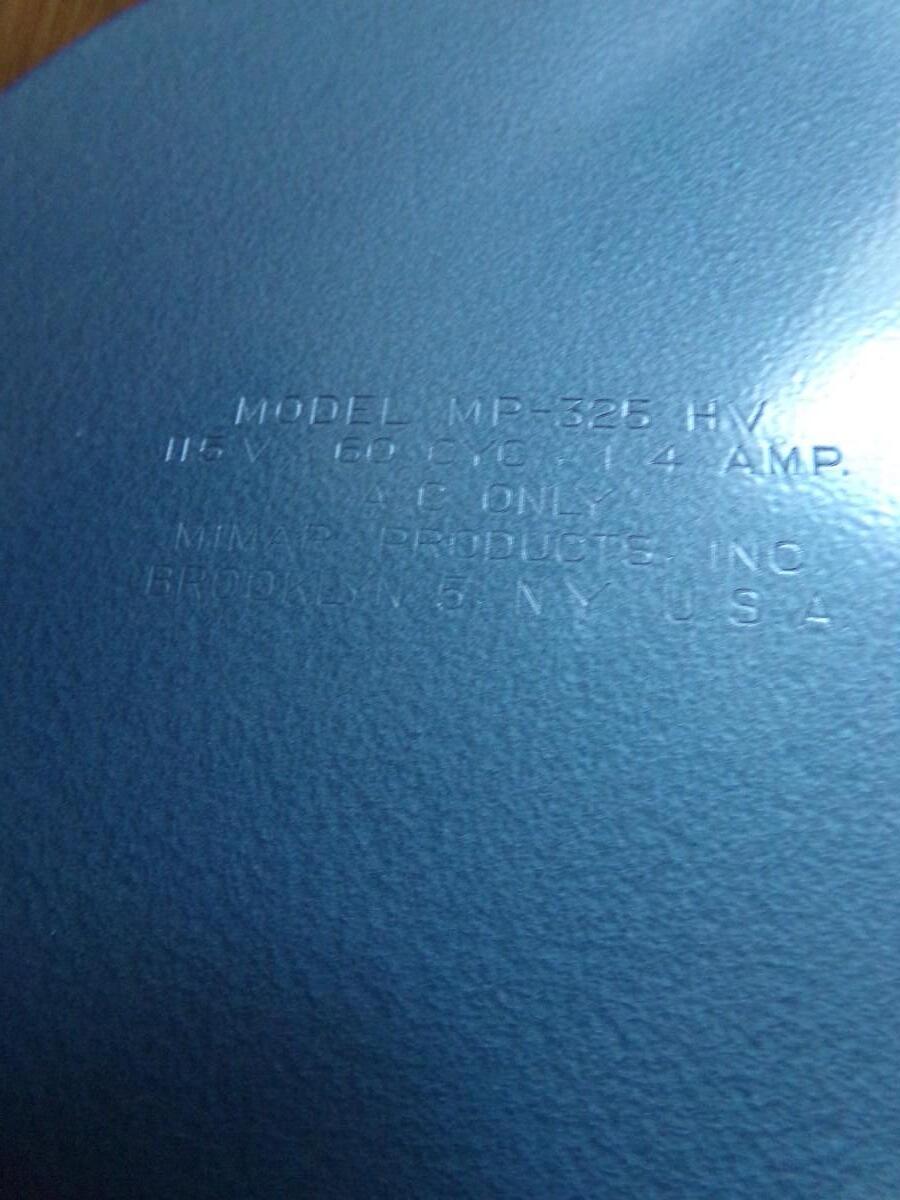 MODEL MP-325 HV
115 V. 60 CYC. - 1.4 AMP.
A C ONLY
MIMAR PRODUCTS, INC
BROOKLYN 5, N Y U.S.A.